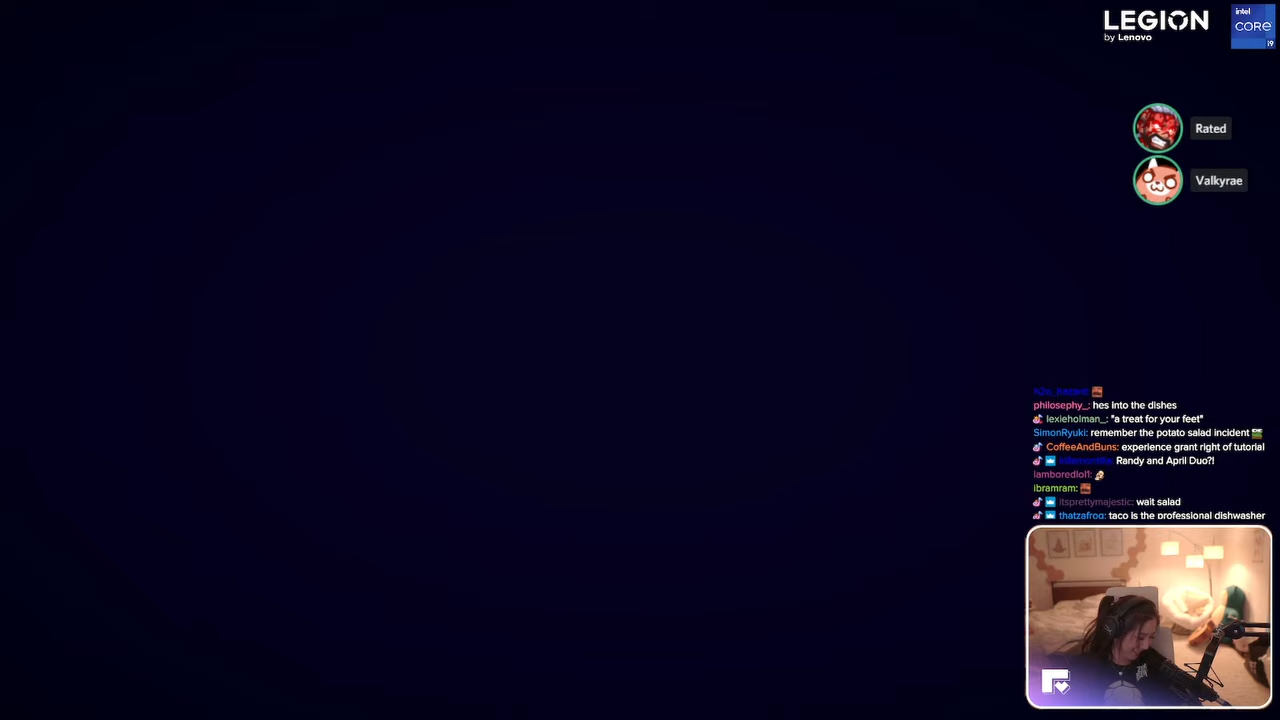 LEGION
by Lenovo
intel
CORE
i9
Rated
Valkyrae
philosephy_: hes into the dishes
lexieholman_: "a treat for your feet"
SimonRyuki: remember the potato salad incident
CoffeeAndBuns: experience grant right of tutorial
Randy and April Duo?!
iamboredlol1:
ibramram:
itsprettymajestic: wait salad
thatzafrog: taco is the professional dishwasher